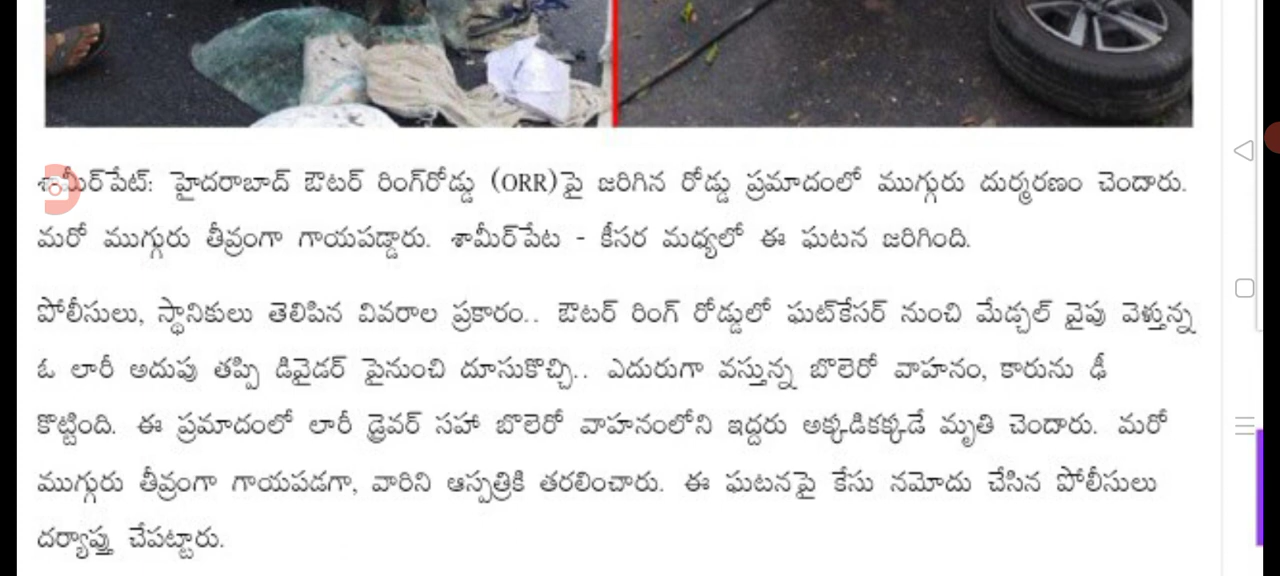 శామీర్‌పేట్: హైదరాబాద్ ఔటర్ రింగ్‌రోడ్డు (ORR)పై జరిగిన రోడ్డు ప్రమాదంలో ముగ్గురు దుర్మరణం చెందారు.
మరో ముగ్గురు తీవ్రంగా గాయపడ్డారు. శామీర్‌పేట - కీసర మధ్యలో ఈ ఘటన జరిగింది.
పోలీసులు, స్థానికులు తెలిపిన వివరాల ప్రకారం.. ఔటర్ రింగ్ రోడ్డులో ఘట్‌కేసర్ నుంచి మేడ్చల్ వైపు వెళ్తున్న
ఓ లారీ అదుపు తప్పి డివైడర్ పైనుంచి దూసుకొచ్చి.. ఎదురుగా వస్తున్న బొలెరో వాహనం, కారును ఢీ
కొట్టింది. ఈ ప్రమాదంలో లారీ డ్రైవర్ సహా బొలెరో వాహనంలోని ఇద్దరు అక్కడికక్కడే మృతి చెందారు. మరో
ముగ్గురు తీవ్రంగా గాయపడగా, వారిని ఆస్పత్రికి తరలించారు. ఈ ఘటనపై కేసు నమోదు చేసిన పోలీసులు
దర్యాప్తు చేపట్టారు.